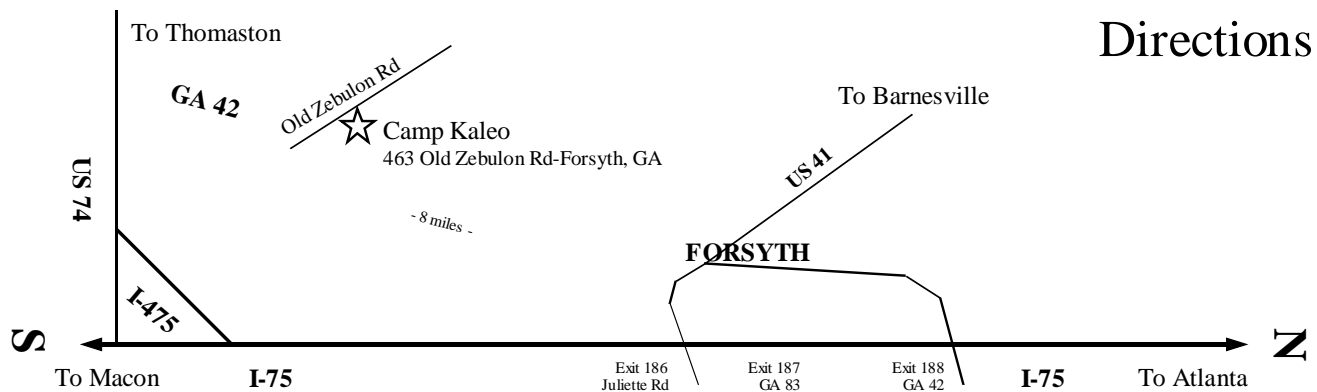 Directions
To Thomaston
GA 42
Old Zebulon Rd
To Barnesville
Camp Kaleo
463 Old Zebulon Rd-Forsyth, GA
US 41
US 74
- 8 miles -
FORSYTH
I-475
S
N
To Macon
I-75
Exit 186
Juliette Rd
Exit 187
GA 83
Exit 188
GA 42
I-75
To Atlanta